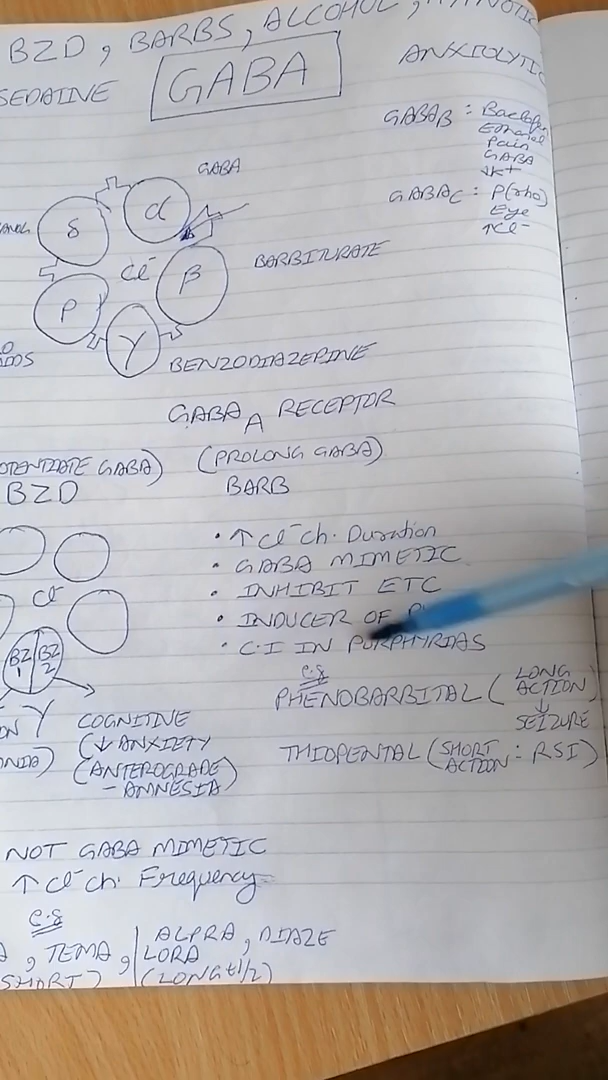 BZD, BARBS, ALCOHOL,
ANXIOLYTIC
GABA
GABAB : Baclofen
Pain
GABA
↓K+
GABAC : P(rho)
Eye
↑Cl-
GABA
α
δ
Cl-
β
BARBITURATE
ρ
γ
BENZODIAZEPINE
GABA A RECEPTOR
(PROLONG GABA)
BZD
BARB
• ↑ Cl- ch. Duration
• GABA MIMETIC
• INHIBIT ETC
• INDUCER OF
• C.I IN PORPHYRIAS
Cl-
BZ 1
BZ 2
e.g
PHENOBARBITAL (LONG ACTION)
↓
SEIZURE
THIOPENTAL (SHORT ACTION : RSI)
COGNITIVE
(↓ ANXIETY
(ANTEROGRADE)
- AMNESIA)
NOT GABA MIMETIC
↑ Cl- ch. Frequency
e.g
, TEMA,
ALPRA, DIAZE
LORA
SHORT)
(LONG t1/2)